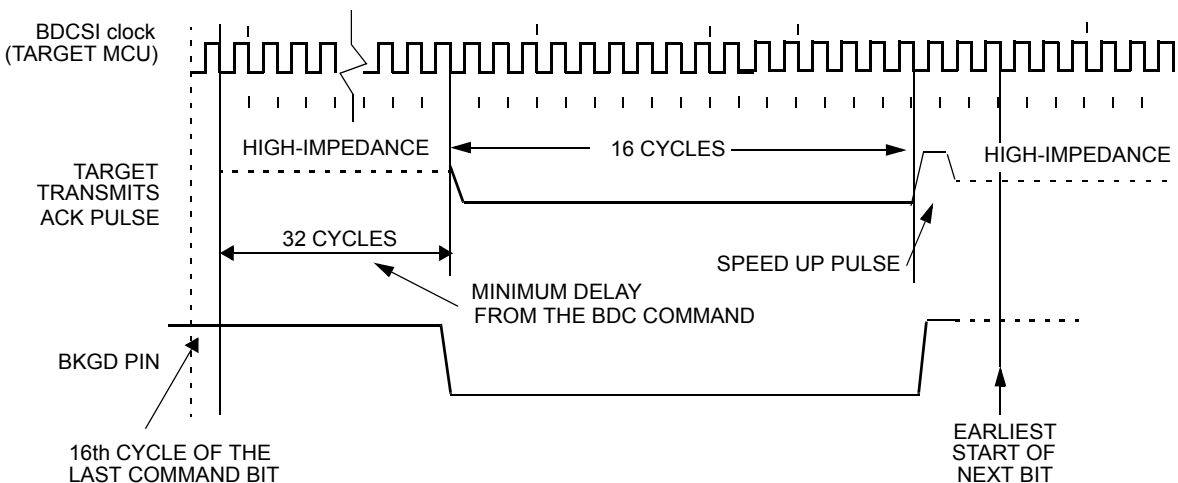 BDCSI clock
(TARGET MCU)
HIGH-IMPEDANCE
16 CYCLES
HIGH-IMPEDANCE
TARGET
TRANSMITS
ACK PULSE
32 CYCLES
SPEED UP PULSE
MINIMUM DELAY
FROM THE BDC COMMAND
BKGD PIN
16th CYCLE OF THE
LAST COMMAND BIT
EARLIEST
START OF
NEXT BIT